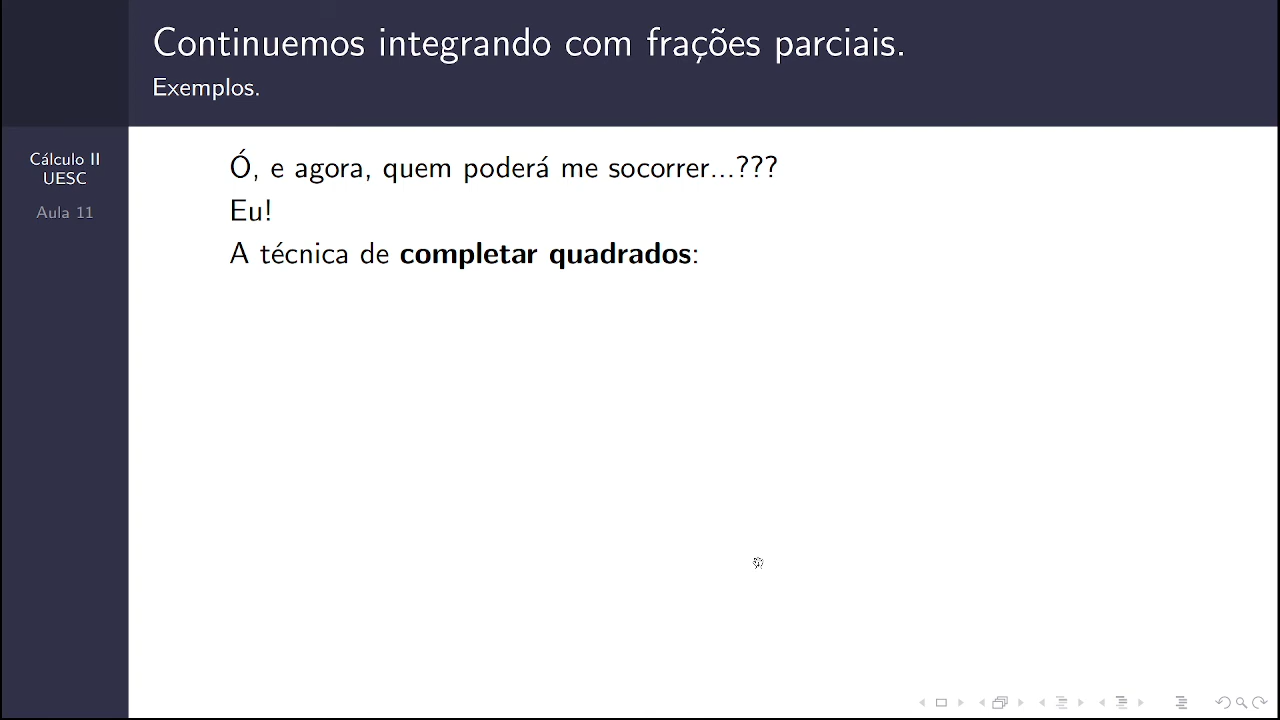 Continuemos integrando com frações parciais.
Exemplos.
Cálculo II
UESC
Aula 11
Ó, e agora, quem poderá me socorrer...???
Eu!
A técnica de completar quadrados: